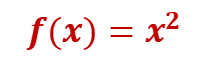 f(x) = x²